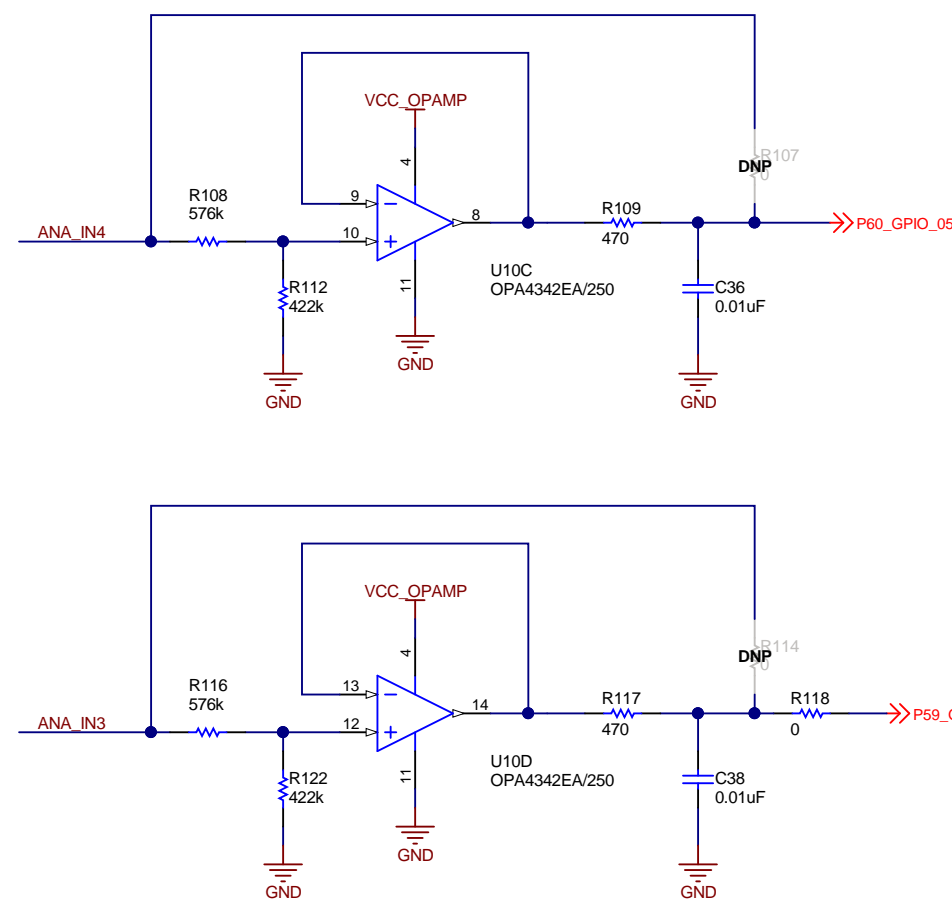 VCC_OPAMP
R107
DNP
0
4
R108
576k
9
8
R109
470
P60_GPIO_05
ANA_IN4
10
R112
422k
11
U10C
OPA4342EA/250
C36
0.01uF
GND
GND
GND
VCC_OPAMP
R114
DNP
0
4
R116
576k
13
14
R117
470
R118
0
ANA_IN3
12
R122
422k
11
U10D
OPA4342EA/250
C38
0.01uF
GND
GND
GND